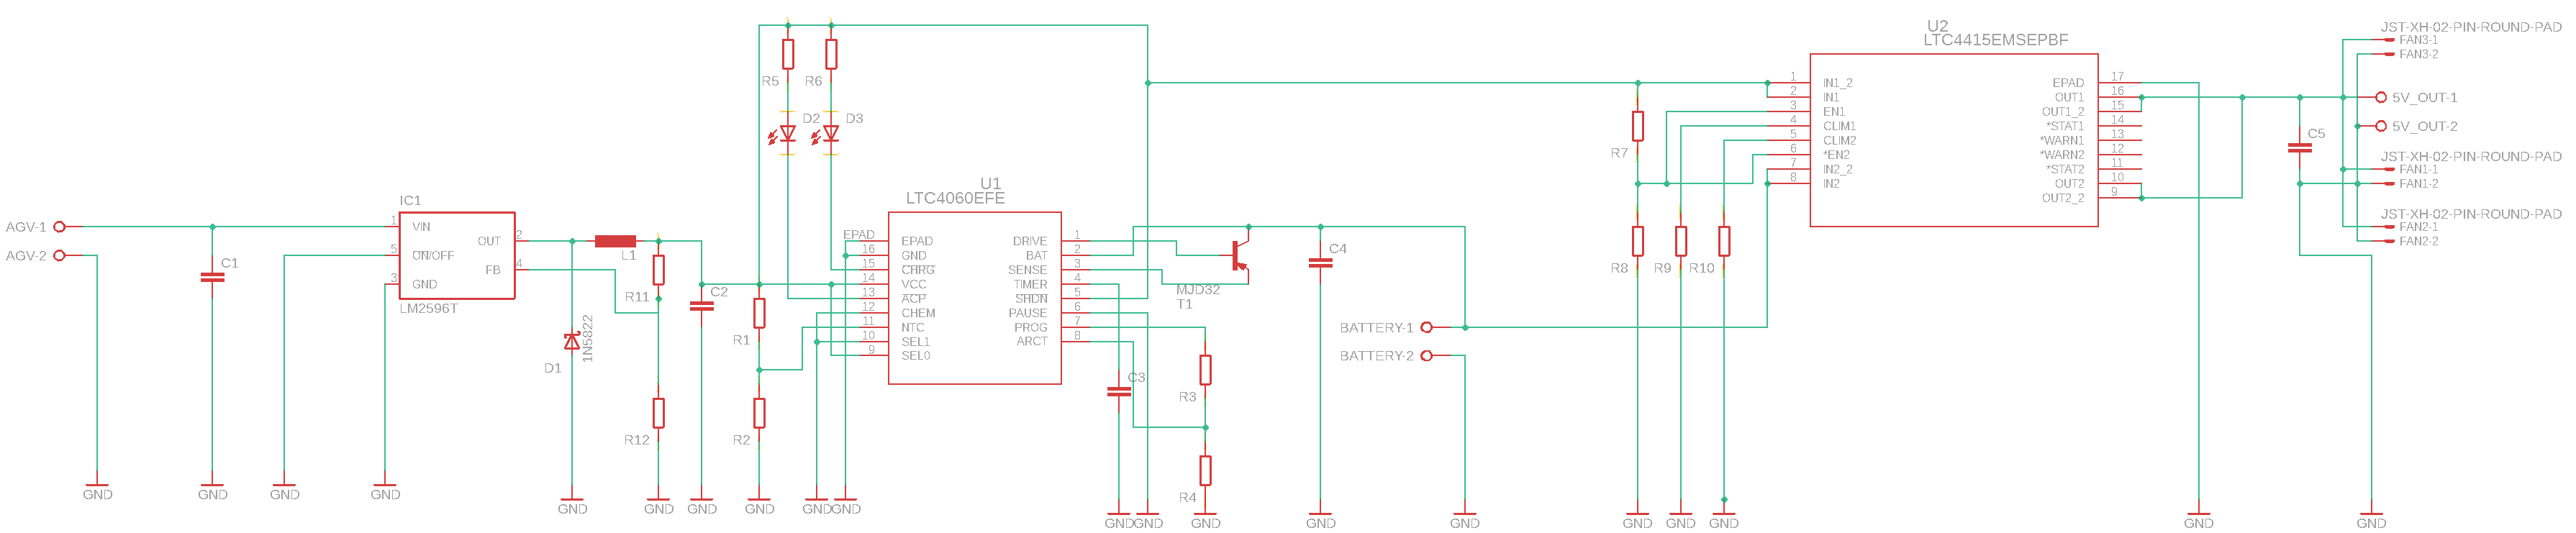 AGV-1
AGV-2
GND
C1
GND
GND
GND
IC1
VIN
ON/OFF
GND
OUT
FB
1
5
3
2
4
LM2596T
D1
1N5822
GND
L1
R11
R12
GND
C2
GND
R1
R2
GND
R5
R6
D2
D3
GND
GND
U1
LTC4060EFE
EPAD
16
15
14
13
12
11
10
9
EPAD
GND
CHRG
VCC
ACP
CHEM
NTC
SEL1
SEL0
DRIVE
BAT
SENSE
TIMER
SHDN
PAUSE
PROG
ARCT
1
2
3
4
5
6
7
8
MJD32
T1
C3
GND
GND
R3
R4
GND
C4
GND
BATTERY-1
BATTERY-2
GND
R7
R8
R9
R10
GND
GND
GND
U2
LTC4415EMSEPBF
1
2
3
4
5
6
7
8
IN1_2
IN1
EN1
CLIM1
CLIM2
*EN2
IN2_2
IN2
EPAD
OUT1
OUT1_2
*STAT1
*WARN1
*WARN2
*STAT2
OUT2
OUT2_2
17
16
15
14
13
12
11
10
9
GND
C5
GND
JST-XH-02-PIN-ROUND-PAD
FAN3-1
FAN3-2
5V_OUT-1
5V_OUT-2
JST-XH-02-PIN-ROUND-PAD
FAN1-1
FAN1-2
JST-XH-02-PIN-ROUND-PAD
FAN2-1
FAN2-2